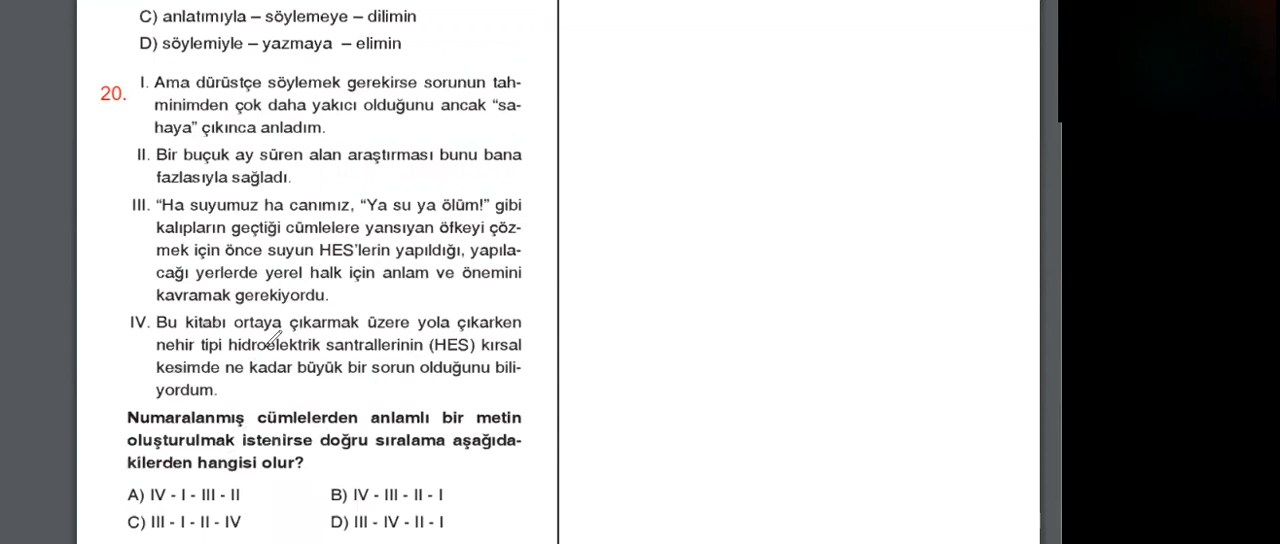 C) anlatımıyla – söylemeye – dilimin
D) söylemiyle – yazmaya – elimin
20.
I. Ama dürüstçe söylemek gerekirse sorunun tah-
minimden çok daha yakıcı olduğunu ancak “sa-
haya” çıkınca anladım.
II. Bir buçuk ay süren alan araştırması bunu bana
fazlasıyla sağladı.
III. “Ha suyumuz ha canımız, “Ya su ya ölüm!” gibi
kalıpların geçtiği cümlelere yansıyan öfkeyi çöz-
mek için önce suyun HES’lerin yapıldığı, yapıla-
cağı yerlerde yerel halk için anlam ve önemini
kavramak gerekiyordu.
IV. Bu kitabı ortaya çıkarmak üzere yola çıkarken
nehir tipi hidroelektrik santrallerinin (HES) kırsal
kesimde ne kadar büyük bir sorun olduğunu bili-
yordum.
Numaralanmış cümlelerden anlamlı bir metin
oluşturulmak istenirse doğru sıralama aşağıda-
kilerden hangisi olur?
A) IV - I - III - II
B) IV - III - II - I
C) III - I - II - IV
D) III - IV - II - I